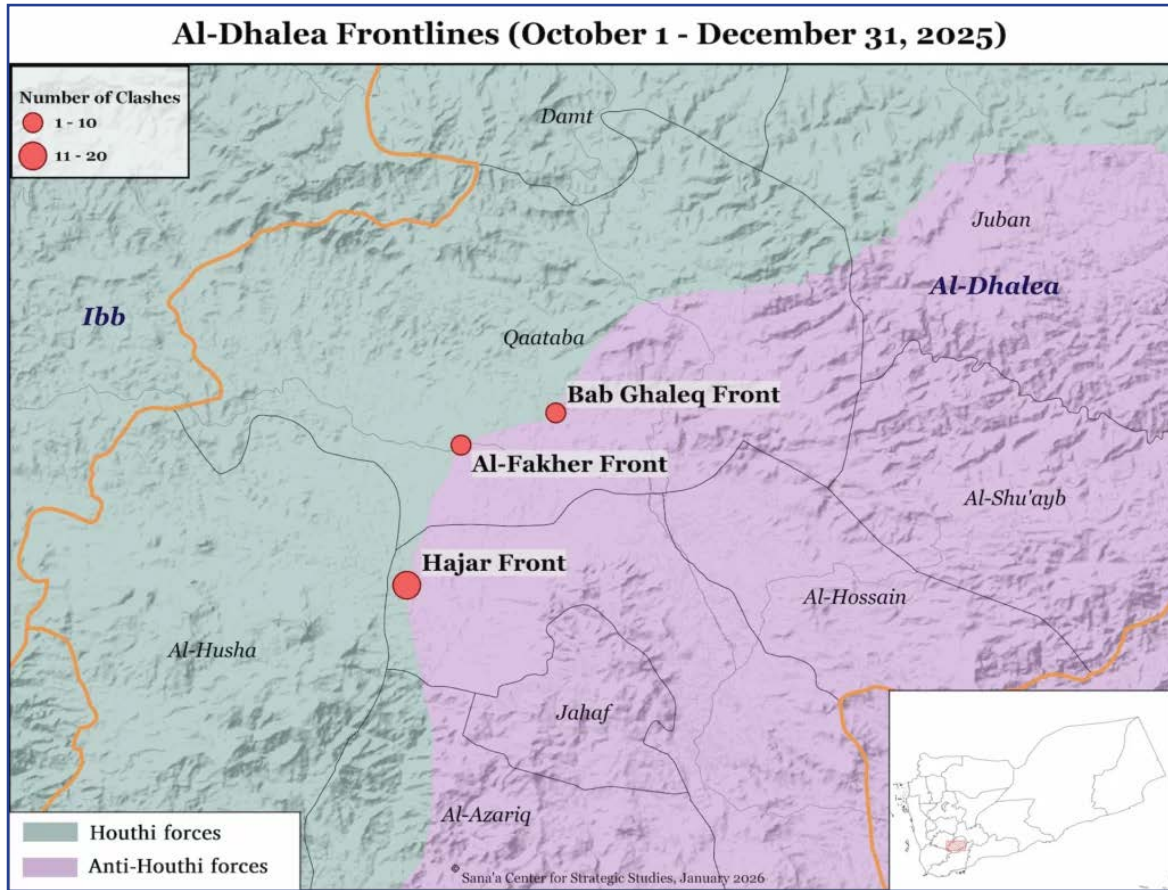 Al-Dhalea Frontlines (October 1 - December 31, 2025)
Number of Clashes
1 - 10
11 - 20
Damt
Juban
Al-Dhalea
Ibb
Qaataba
Bab Ghaleq Front
Al-Fakher Front
Al-Shu'ayb
Hajar Front
Al-Hossain
Al-Husha
Jahaf
Al-Azariq
Houthi forces
Anti-Houthi forces
© Sana'a Center for Strategic Studies, January 2026